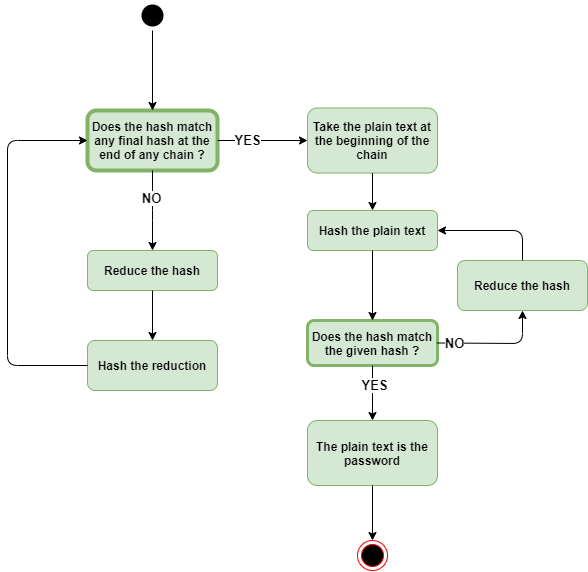 Does the hash match
any final hash at the
end of any chain ?
YES
Take the plain text at
the beginning of the
chain
NO
Hash the plain text
Reduce the hash
Reduce the hash
Does the hash match
the given hash ?
NO
Hash the reduction
YES
The plain text is the
password